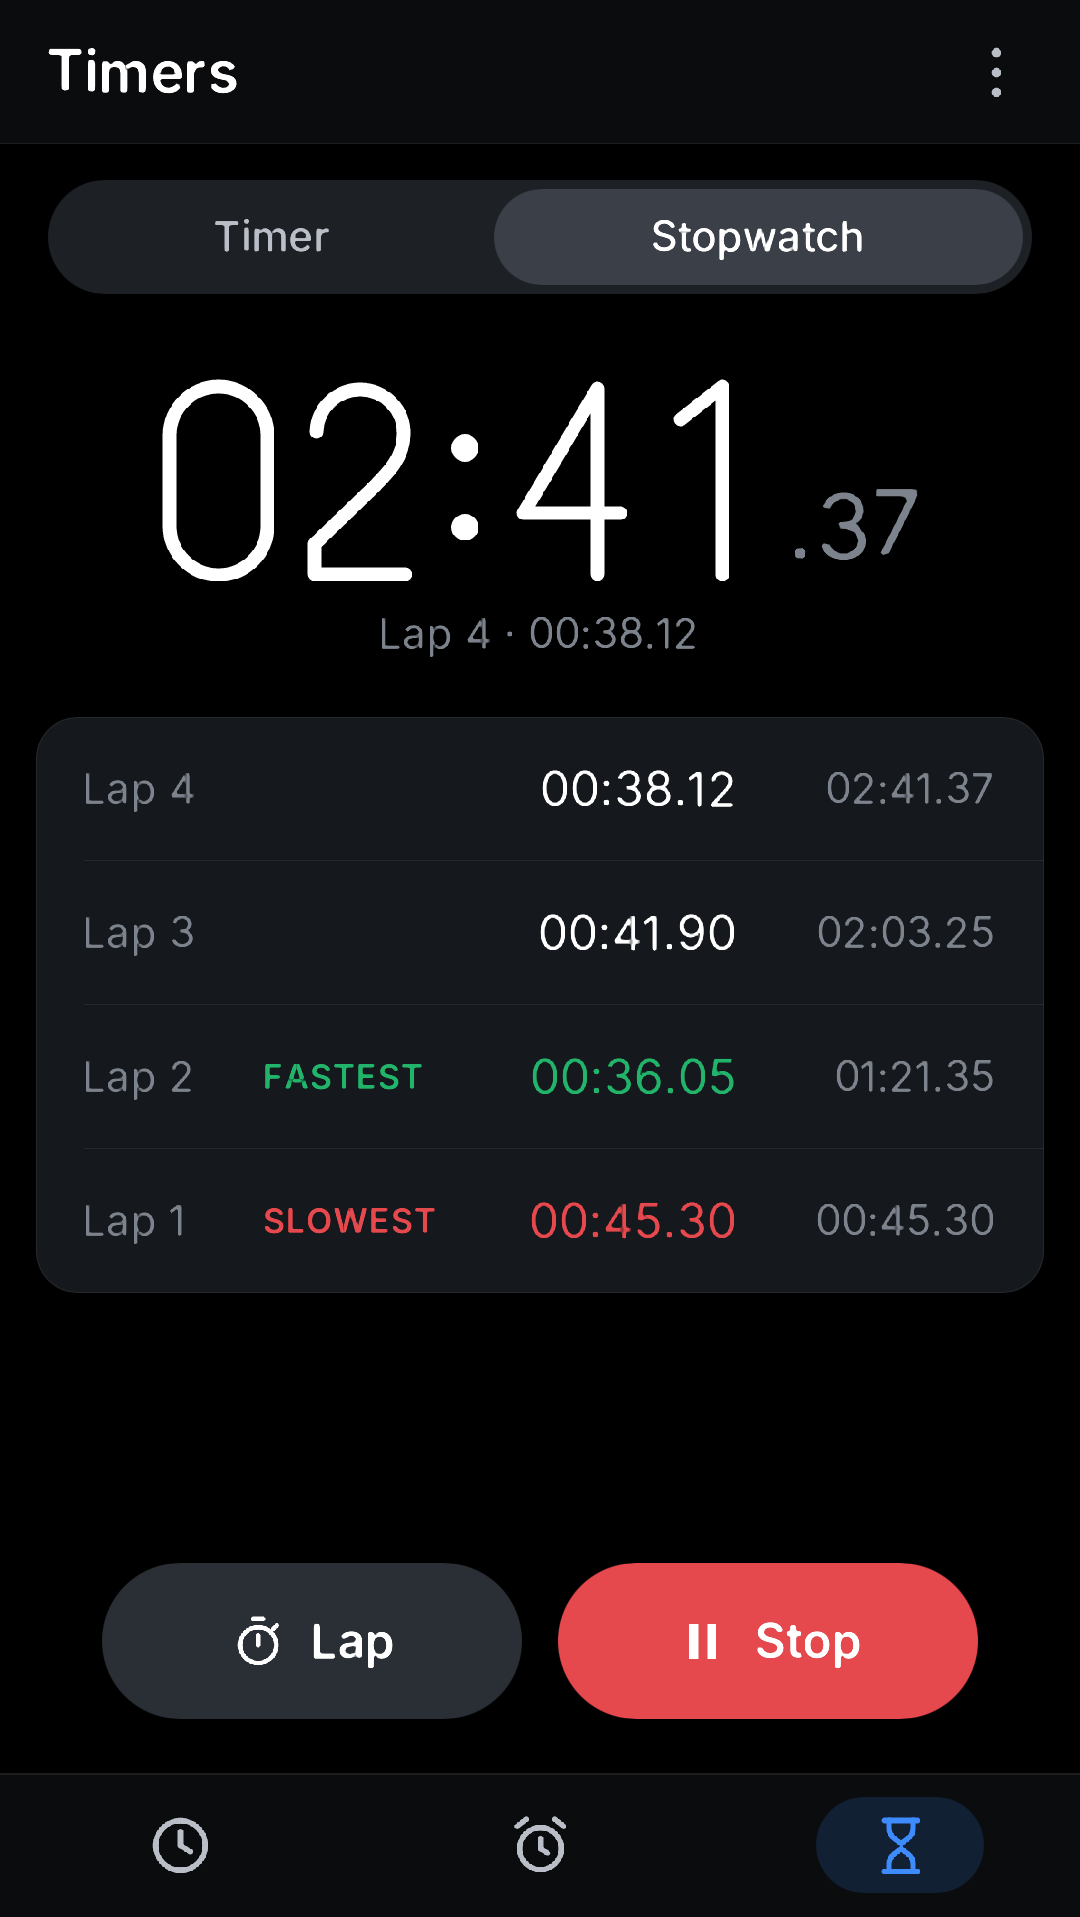 Timers
Timer Stopwatch
02:41.37
Lap 4 · 00:38.12
Lap 4 00:38.12 02:41.37
Lap 3 00:41.90 02:03.25
Lap 2 FASTEST 00:36.05 01:21.35
Lap 1 SLOWEST 00:45.30 00:45.30
Lap Stop